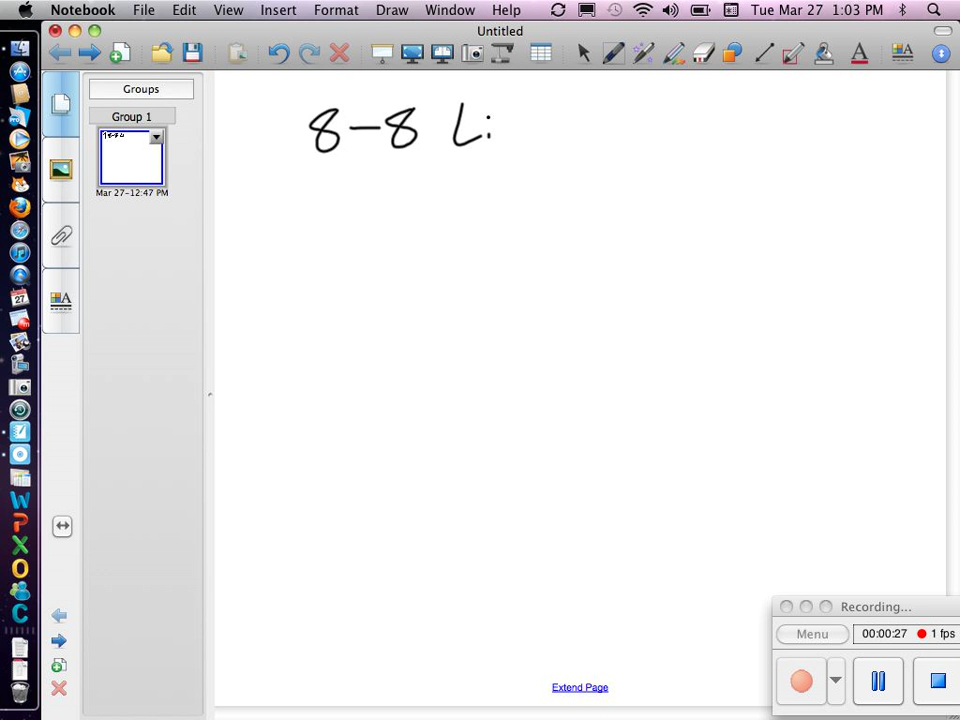 Notebook File Edit View Insert Format Draw Window Help Tue Mar 27 1:03 PM
Untitled
Groups
Group 1
Mar 27-12:47 PM
8-8 Li
Extend Page
Recording...
Menu 00:00:27 1 fps